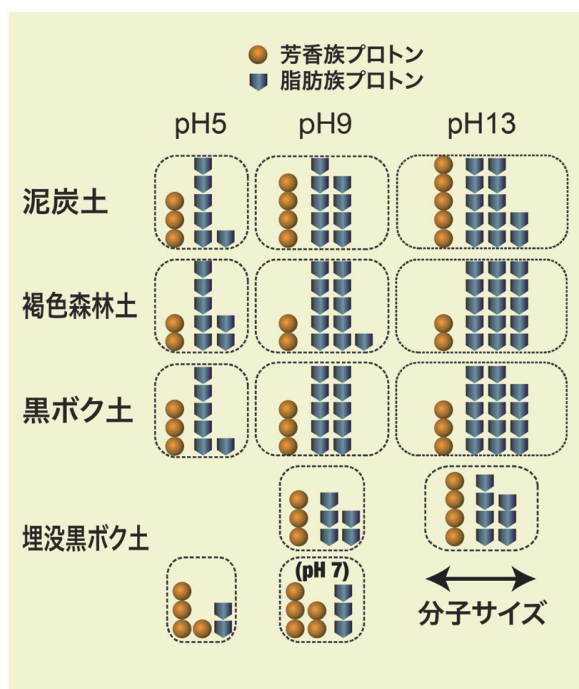 芳香族プロトン
脂肪族プロトン
pH5 pH9 pH13
泥炭土
褐色森林土
黒ボク土
埋没黒ボク土
(pH 7)
分子サイズ